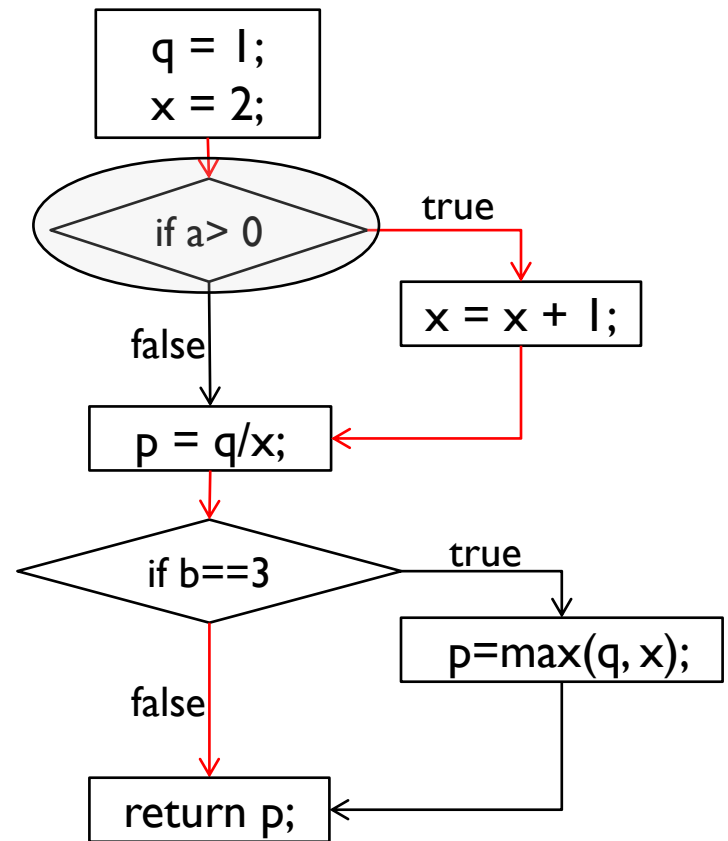 q = 1;
x = 2;
if a> 0
true
x = x + 1;
false
p = q/x;
if b==3
true
p=max(q, x);
false
return p;